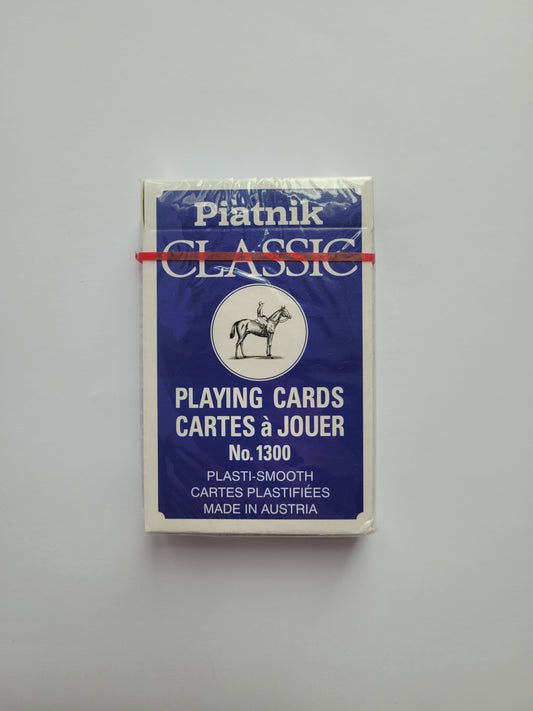 Piatnik
CLASSIC
PLAYING CARDS
CARTES à JOUER
No. 1300
PLASTI-SMOOTH
CARTES PLASTIFIÉES
MADE IN AUSTRIA